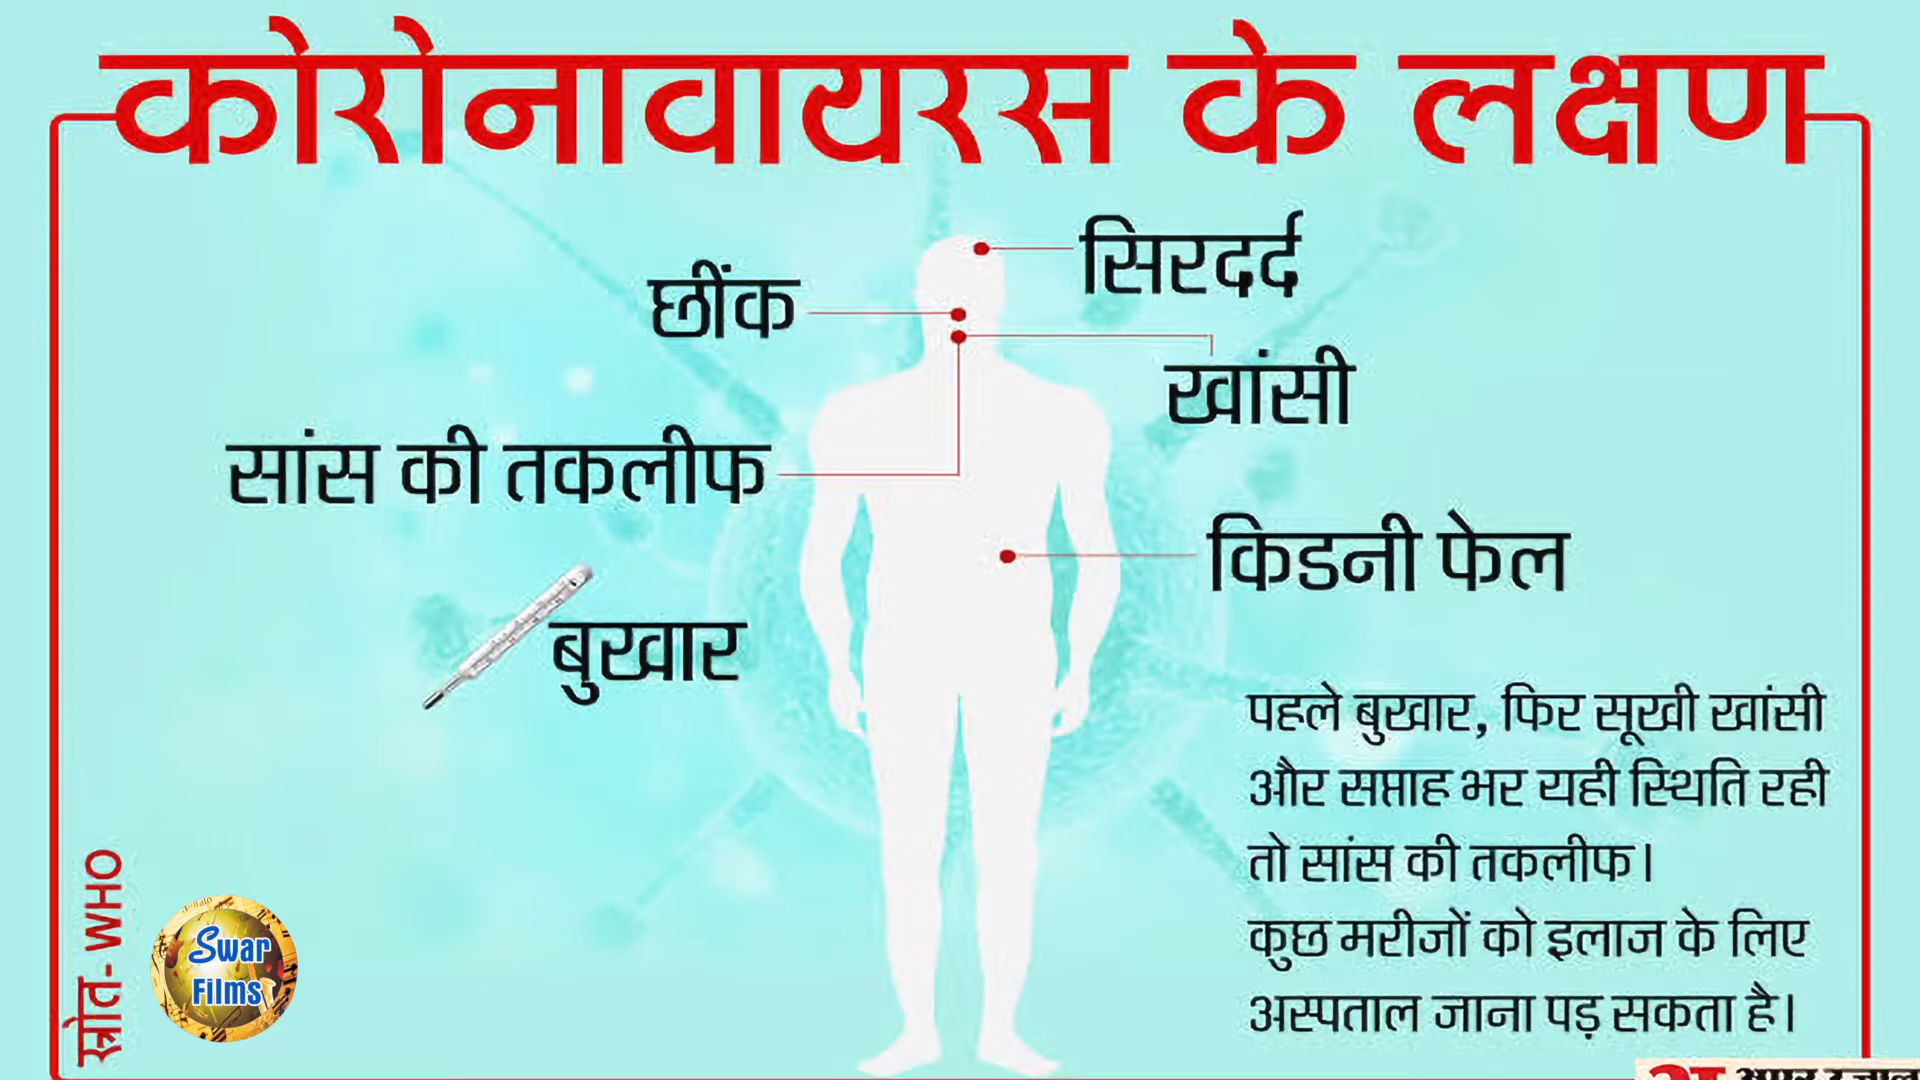 कोरोनावायरस के लक्षण
सिरदर्द
छींक
खांसी
सांस की तकलीफ
किडनी फेल
बुखार
पहले बुखार, फिर सूखी खांसी
और सप्ताह भर यही स्थिति रही
तो सांस की तकलीफ।
कुछ मरीजों को इलाज के लिए
अस्पताल जाना पड़ सकता है।
स्रोत- WHO
Swar
Films